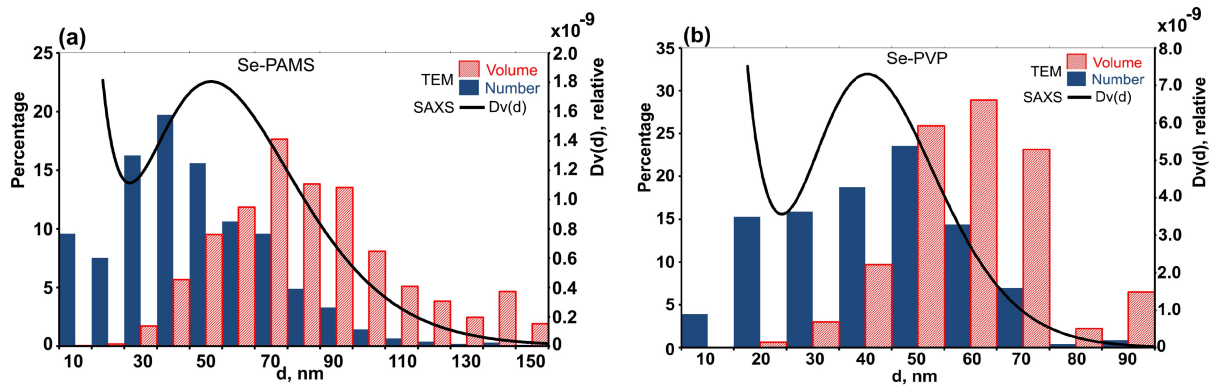 (a)
x10⁻⁹
Se-PAMS
TEM
Volume
Number
SAXS
Dv(d)
Percentage
25
20
15
10
5
0
2.0
1.8
1.6
1.4
1.2
1.0
0.8
0.6
0.4
0.2
0
Dv(d), relative
10 30 50 70 90 110 130 150
d, nm
(b)
x10⁻⁹
Se-PVP
TEM
Volume
Number
SAXS
Dv(d)
Percentage
35
30
25
20
15
10
5
0
8.0
7.0
6.0
5.0
4.0
3.0
2.0
1.0
0
Dv(d), relative
10 20 30 40 50 60 70 80 90
d, nm